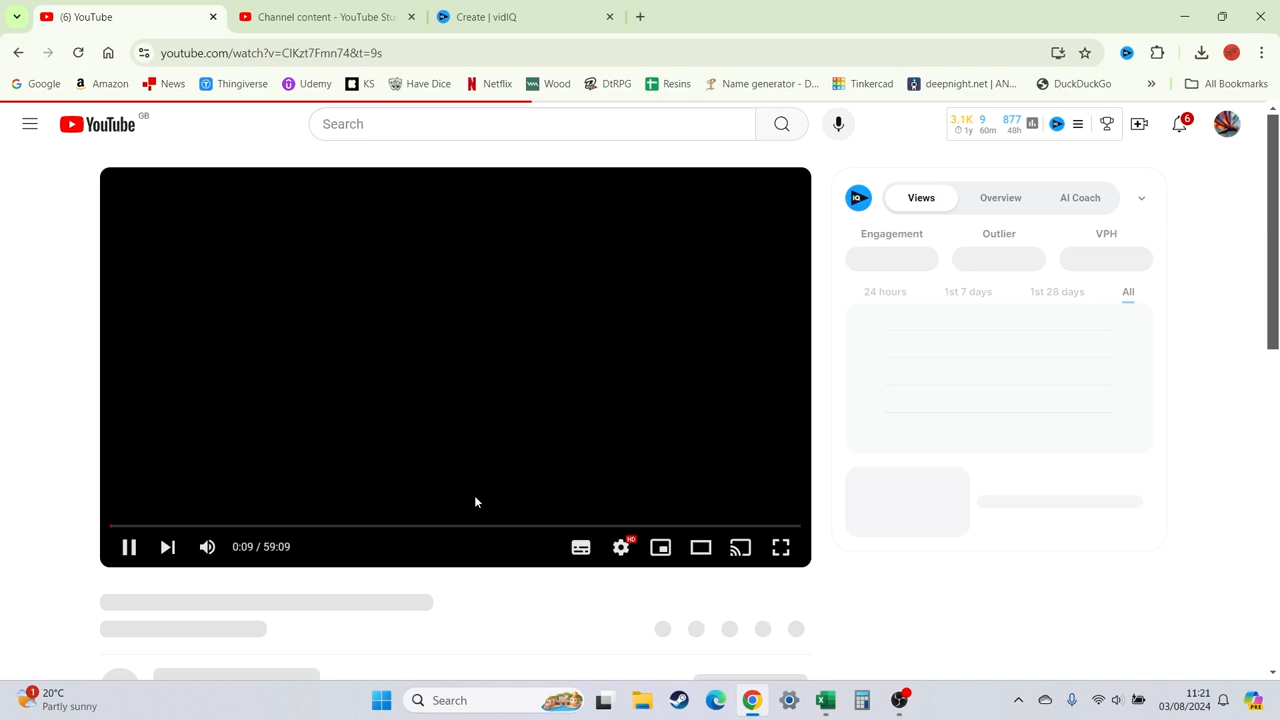 (6) YouTube
Channel content - YouTube Stu
Create | vidIQ
youtube.com/watch?v=CIKzt7Fmn74&t=9s
Google
Amazon
News
Thingiverse
Udemy
KS
Have Dice
Netflix
Wood
DtRPG
Resins
Name generator - D...
Tinkercad
deepnight.net | AN...
DuckDuckGo
All Bookmarks
YouTube GB
Search
3.1K 9 877
1y 60m 48h
6
Views Overview AI Coach
Engagement Outlier VPH
24 hours 1st 7 days 1st 28 days All
0:09 / 59:09
HD
1
20°C
Partly sunny
Search
11:21
03/08/2024
PRE